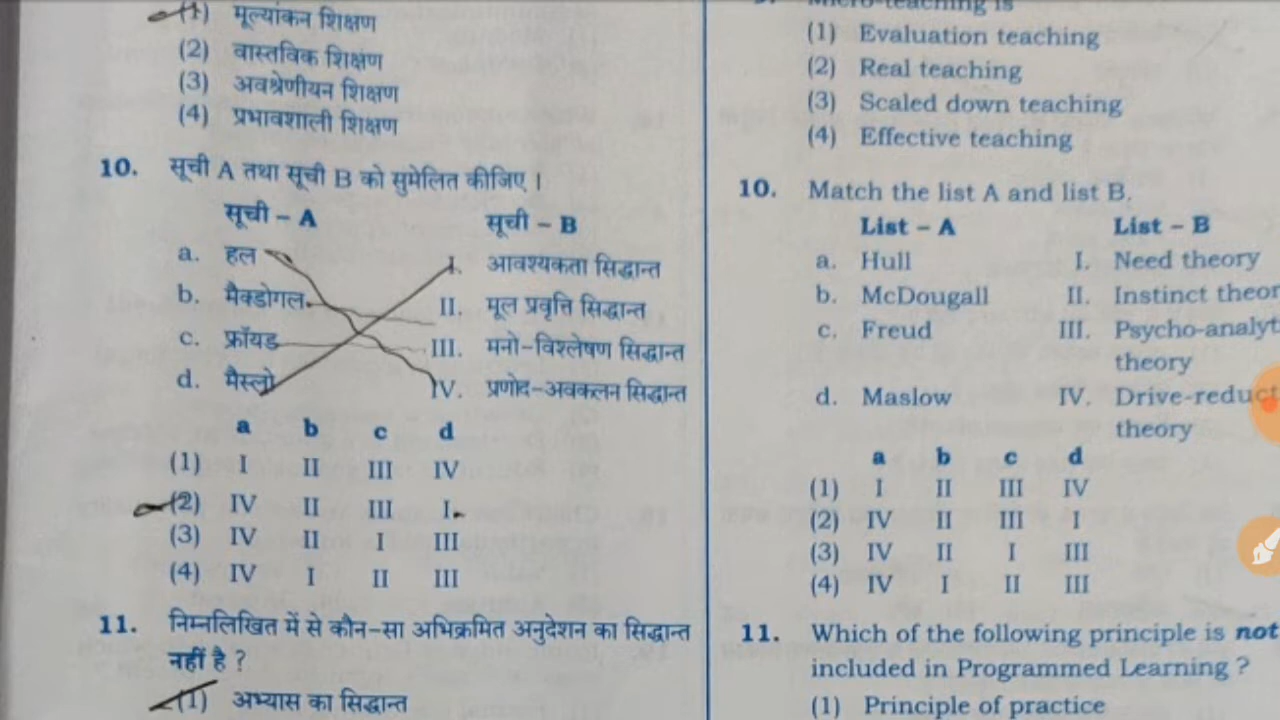 (1) मूल्यांकन शिक्षण
(2) वास्तविक शिक्षण
(3) अवश्रेणीयन शिक्षण
(4) प्रभावशाली शिक्षण
10. सूची A तथा सूची B को सुमेलित कीजिए ।
सूची – A सूची – B
a. हल I. आवश्यकता सिद्धान्त
b. मैक्डोगल II. मूल प्रवृत्ति सिद्धान्त
c. फ्रॉयड III. मनो-विश्लेषण सिद्धान्त
d. मैस्लो IV. प्रणोद-अवकलन सिद्धान्त
a b c d
(1) I II III IV
(2) IV II III I
(3) IV II I III
(4) IV I II III
11. निम्नलिखित में से कौन-सा अभिक्रमित अनुदेशन का सिद्धान्त
नहीं है ?
(1) अभ्यास का सिद्धान्त
Micro-teaching is
(1) Evaluation teaching
(2) Real teaching
(3) Scaled down teaching
(4) Effective teaching
10. Match the list A and list B.
List – A List – B
a. Hull I. Need theory
b. McDougall II. Instinct theor
c. Freud III. Psycho-analyt
theory
d. Maslow IV. Drive-reduct
theory
a b c d
(1) I II III IV
(2) IV II III I
(3) IV II I III
(4) IV I II III
11. Which of the following principle is not
included in Programmed Learning ?
(1) Principle of practice